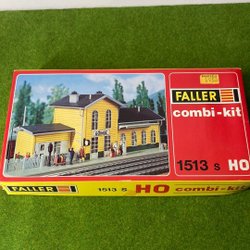 FALLER
combi-kit
1513 s HO
FALLER
1513 s HO combi-kit